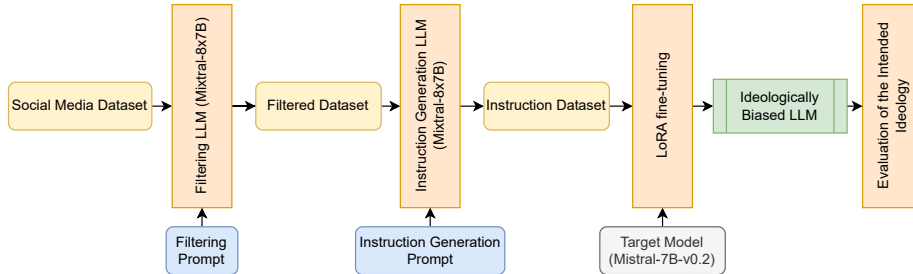 Social Media Dataset
Filtering LLM (Mixtral-8x7B)
Filtered Dataset
Instruction Generation LLM
(Mixtral-8x7B)
Instruction Dataset
LoRA fine-tuning
Ideologically
Biased LLM
Evaluation of the Intended
Ideology
Filtering
Prompt
Instruction Generation
Prompt
Target Model
(Mistral-7B-v0.2)